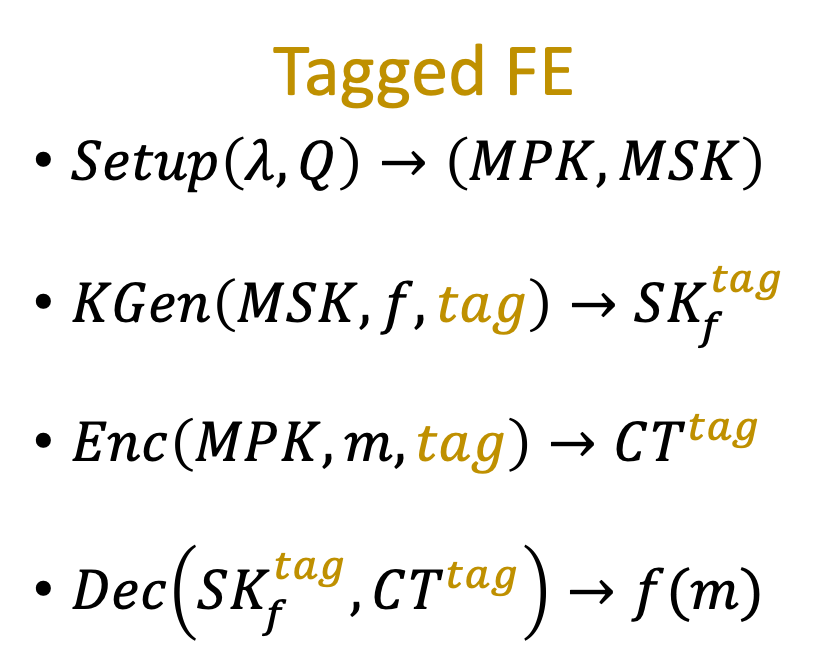 Tagged FE
• Setup(λ, Q) → (MPK, MSK)
• KGen(MSK, f, tag) → SK_f^tag
• Enc(MPK, m, tag) → CT^tag
• Dec(SK_f^tag, CT^tag) → f(m)